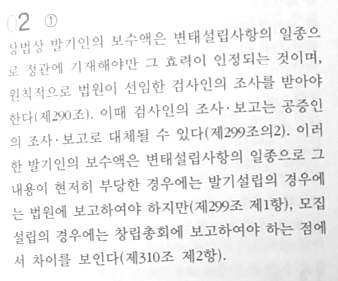 02 ①
상법상 발기인의 보수액은 변태설립사항의 일종으
로 정관에 기재해야만 그 효력이 인정되는 것이며,
원칙적으로 법원이 선임한 검사인의 조사를 받아야
한다(제290조). 이때 검사인의 조사·보고는 공증인
의 조사·보고로 대체될 수 있다(제299조의2). 이러
한 발기인의 보수액은 변태설립사항의 일종으로 그
내용이 현저히 부당한 경우에는 발기설립의 경우에
는 법원에 보고하여야 하지만(제299조 제1항), 모집
설립의 경우에는 창립총회에 보고하여야 하는 점에
서 차이를 보인다(제310조 제2항).